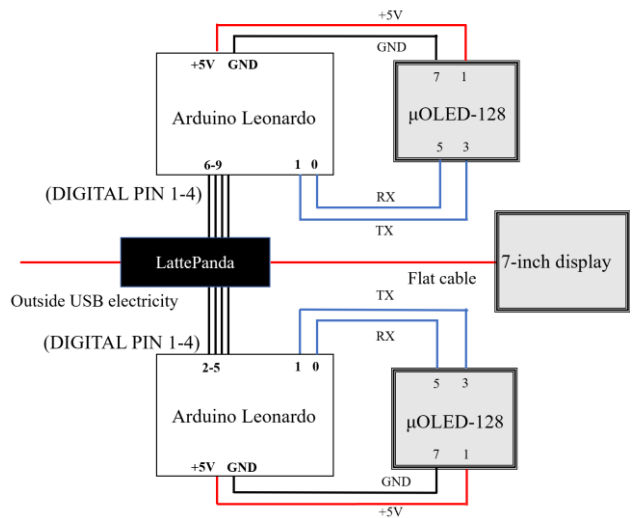 +5V
GND
+5V GND
7 1
Arduino Leonardo
μOLED-128
6-9
1 0
5 3
(DIGITAL PIN 1-4)
RX
TX
LattePanda
7-inch display
Flat cable
Outside USB electricity
TX
(DIGITAL PIN 1-4)
RX
2-5
1 0
5 3
Arduino Leonardo
μOLED-128
+5V GND
7 1
GND
+5V